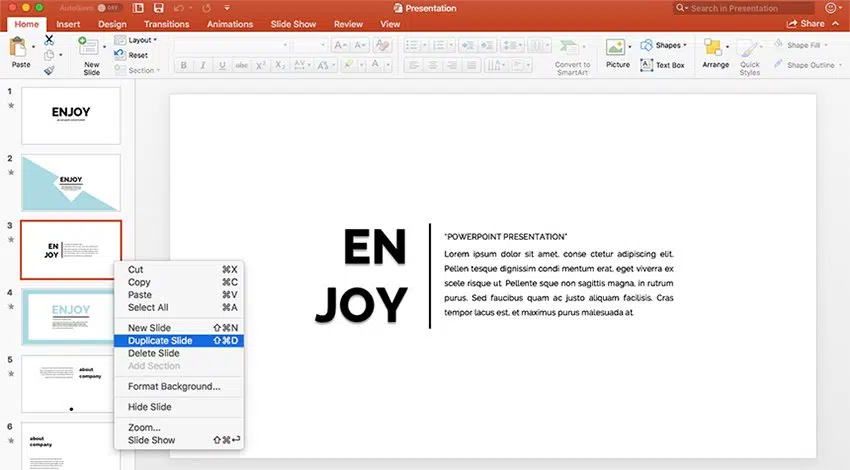 AutoSave OFF
Presentation
Search in Presentation
Home Insert Design Transitions Animations Slide Show Review View
Share
Paste
New
Slide
Layout
Reset
Section
B I U abc X² X₂ AV Aa A
A A
Convert to
SmartArt
Picture
Shapes
Text Box
Arrange
Quick
Styles
Shape Fill
Shape Outline
1
ENJOY
2
ENJOY
3
EN
JOY
4
ENJOY
5
about
company
6
about
company
Cut ⌘X
Copy ⌘C
Paste ⌘V
Select All ⌘A
New Slide ⇧⌘N
Duplicate Slide ⇧⌘D
Delete Slide
Add Section
Format Background...
Hide Slide
Zoom...
Slide Show ⇧⌘⏎
EN
JOY
"POWERPOINT PRESENTATION"
Lorem ipsum dolor sit amet, conse ctetur adipiscing elit.
Pellen tesque dignissim condi mentum erat, eget viverra ex
scele risque ut. Pellente sque non sagittis magna, in rutrum
purus. Sed faucibus quam ac justo aliquam facilisis. Cras
tempor lacus est, et maximus purus malesuada at.